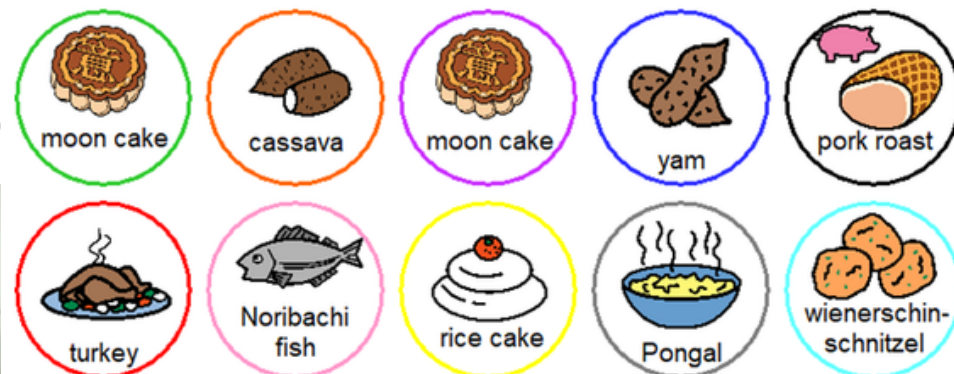 moon cake
cassava
moon cake
yam
pork roast
turkey
Noribachi
fish
rice cake
Pongal
wienerschin-
schnitzel